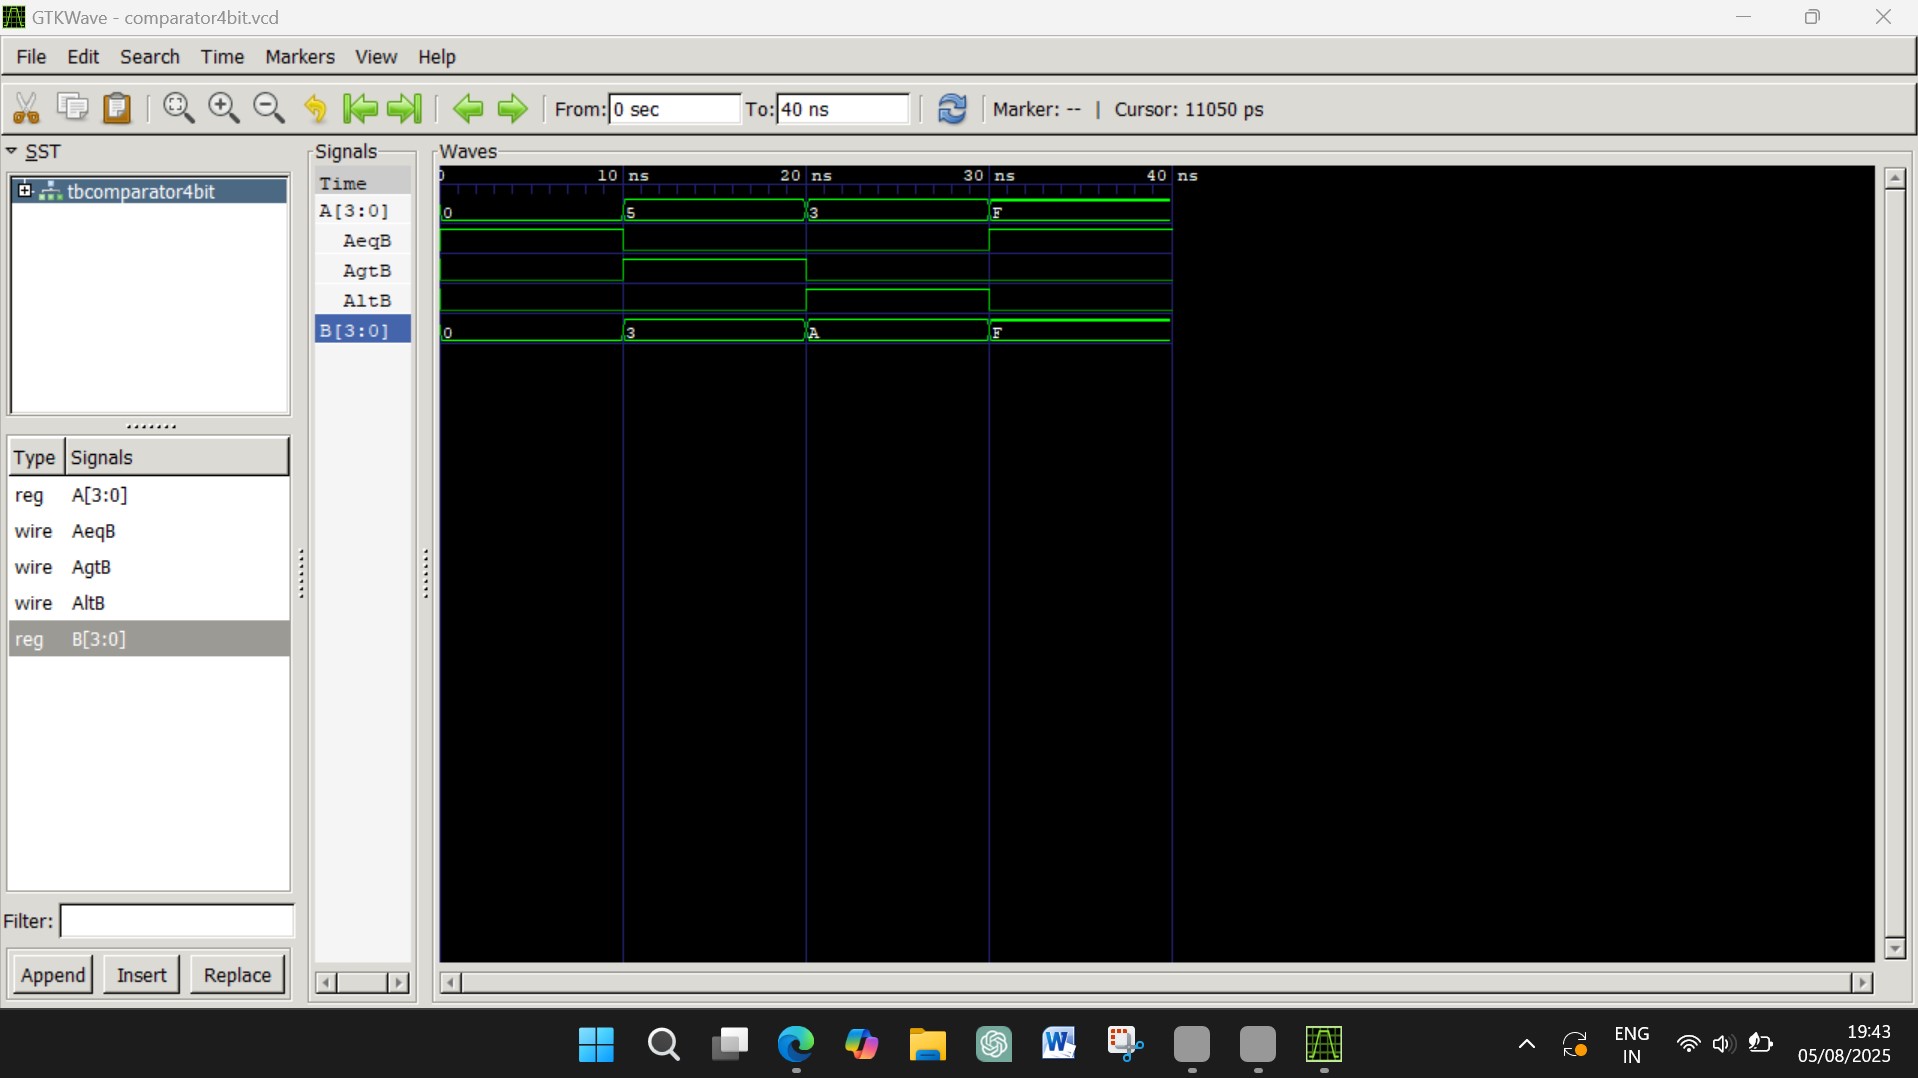 GTKWave - comparator4bit.vcd
File Edit Search Time Markers View Help
From: 0 sec To: 40 ns Marker: -- | Cursor: 11050 ps
SST
tbcomparator4bit
Type Signals
reg A[3:0]
wire AeqB
wire AgtB
wire AltB
reg B[3:0]
Filter:
Append Insert Replace
Signals
Time
A[3:0]
AeqB
AgtB
AltB
B[3:0]
Waves
0 10 ns 20 ns 30 ns 40 ns
0 5 3 F
0 3 A F
ENG
IN
19:43
05/08/2025